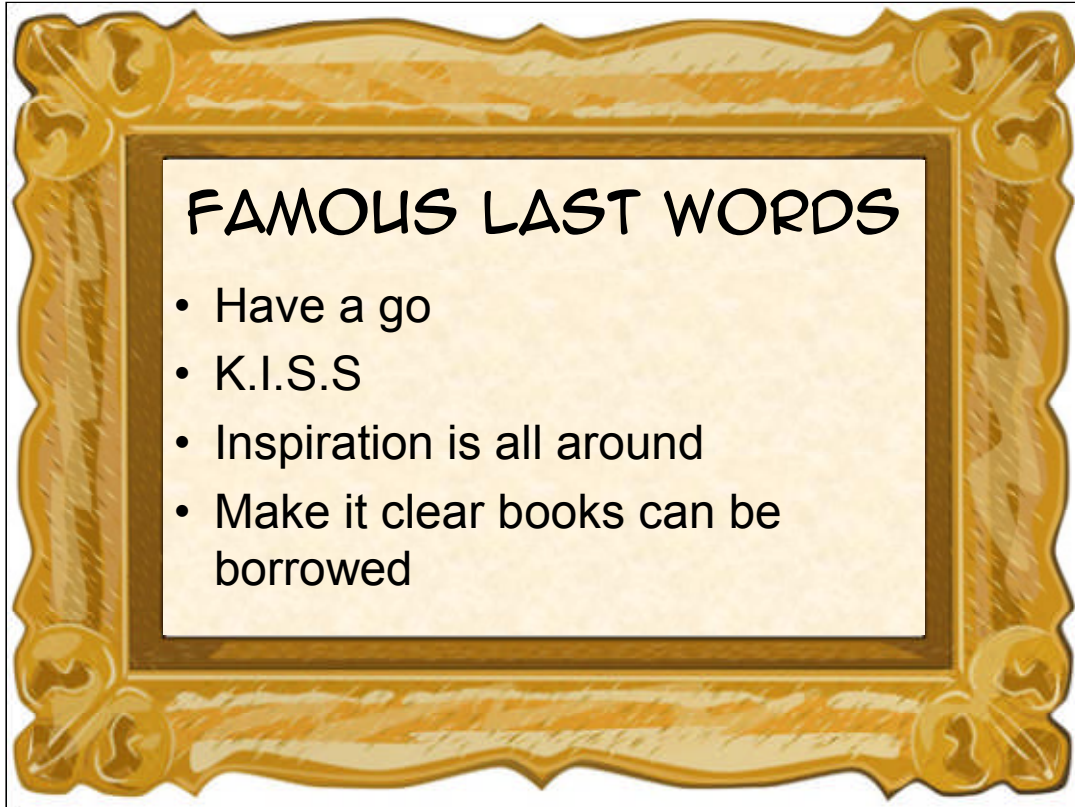 FAMOUS LAST WORDS
• Have a go
• K.I.S.S
• Inspiration is all around
• Make it clear books can be
borrowed